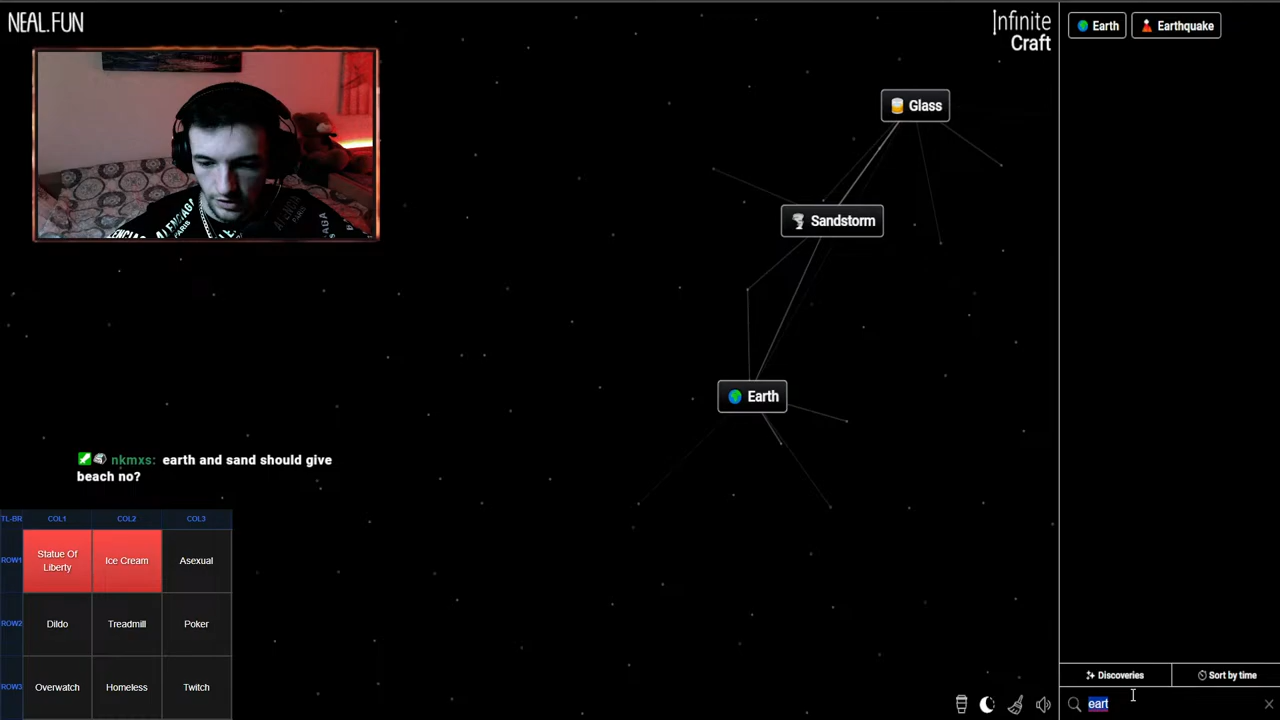 NEAL.FUN
Infinite
Craft
Earth
Earthquake
Glass
Sandstorm
Earth
BALENCIAGA
PARIS
nkmxs: earth and sand should give
beach no?
TL-BR COL1 COL2 COL3
ROW1 Statue Of Liberty Ice Cream Asexual
ROW2 Dildo Treadmill Poker
ROW3 Overwatch Homeless Twitch
Discoveries
Sort by time
eart